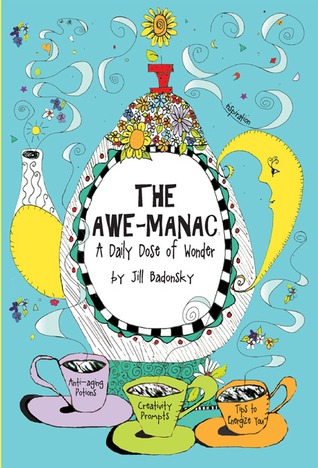 inspiration
THE
AWE-MANAC
A Daily Dose of Wonder
by Jill Badonsky
Anti-aging
Potions
Creativity
Prompts
Tips to
Energize You